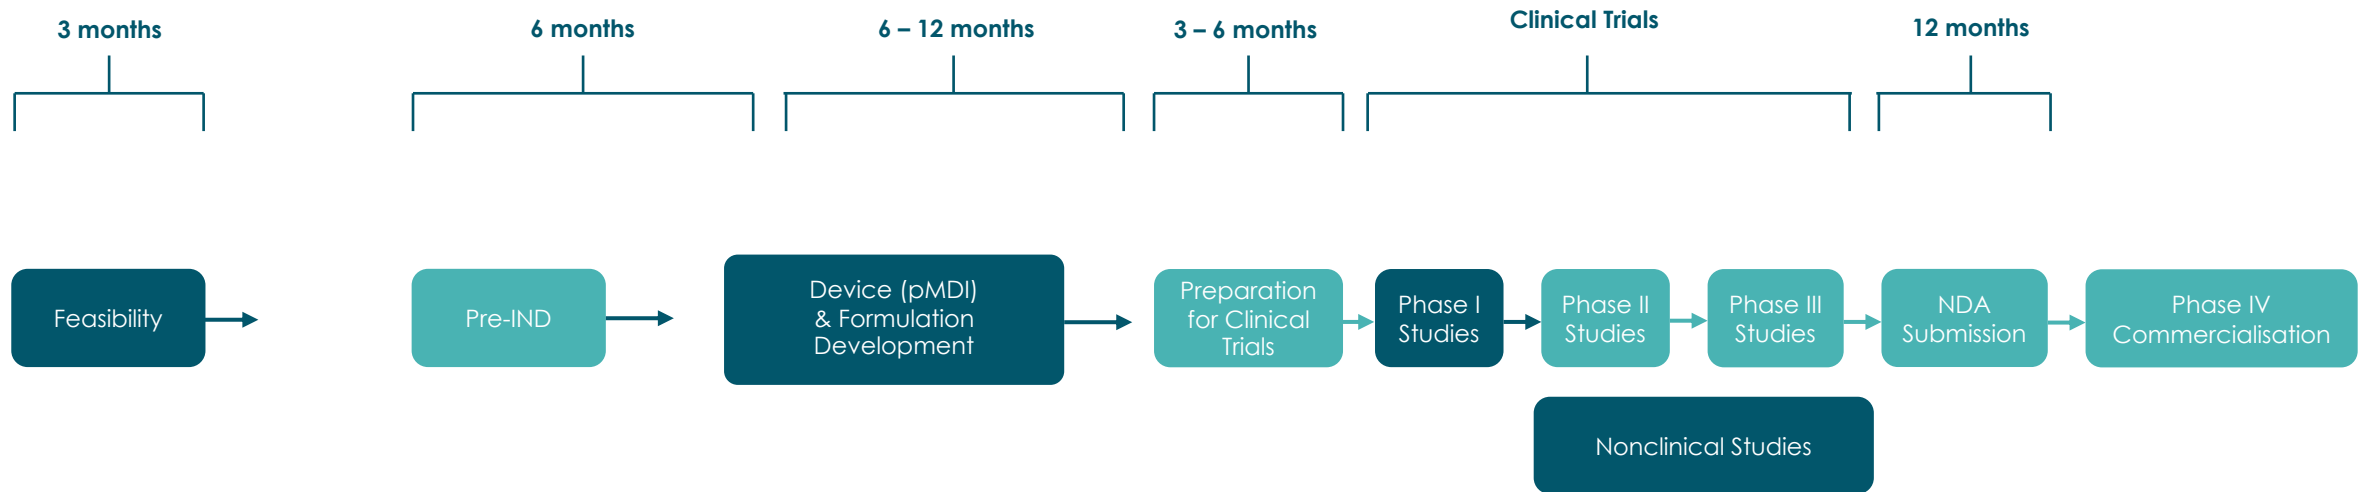 3 months
6 months
6 – 12 months
3 – 6 months
Clinical Trials
12 months
Feasibility
Pre-IND
Device (pMDI)
& Formulation
Development
Preparation
for Clinical
Trials
Phase I
Studies
Phase II
Studies
Phase III
Studies
NDA
Submission
Phase IV
Commercialisation
Nonclinical Studies